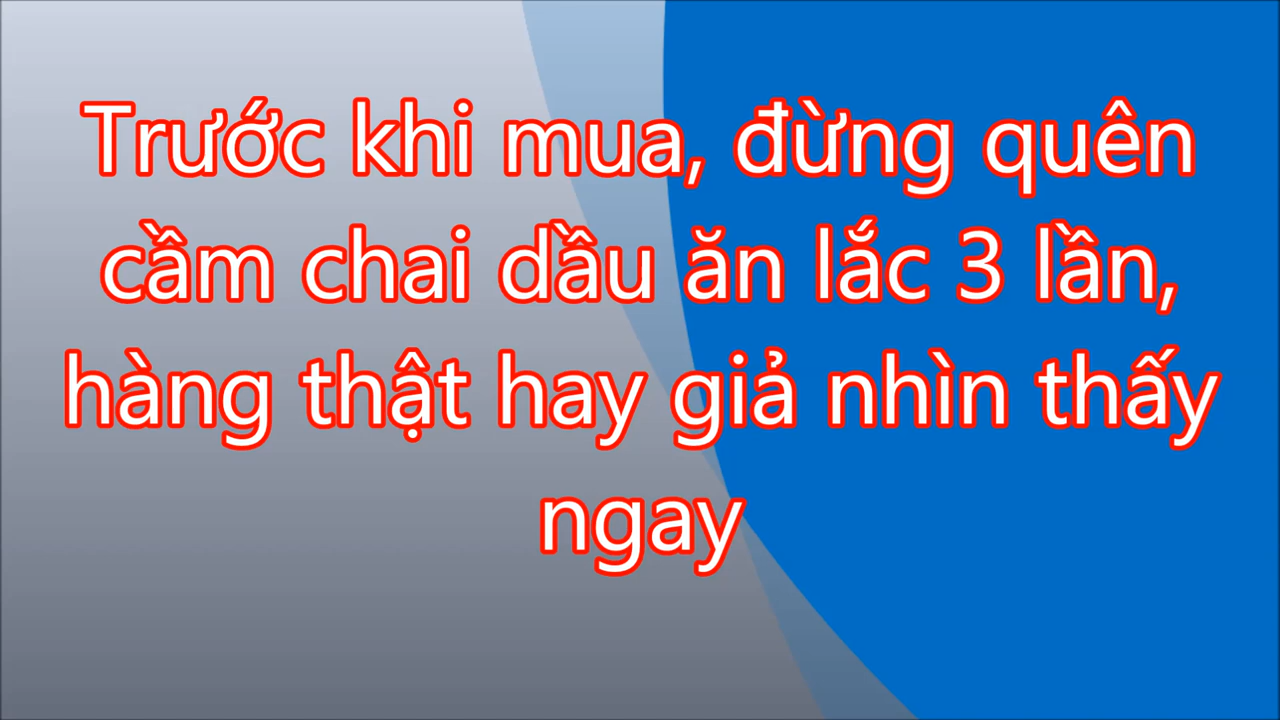 Trước khi mua, đừng quên
cầm chai dầu ăn lắc 3 lần,
hàng thật hay giả nhìn thấy
ngay